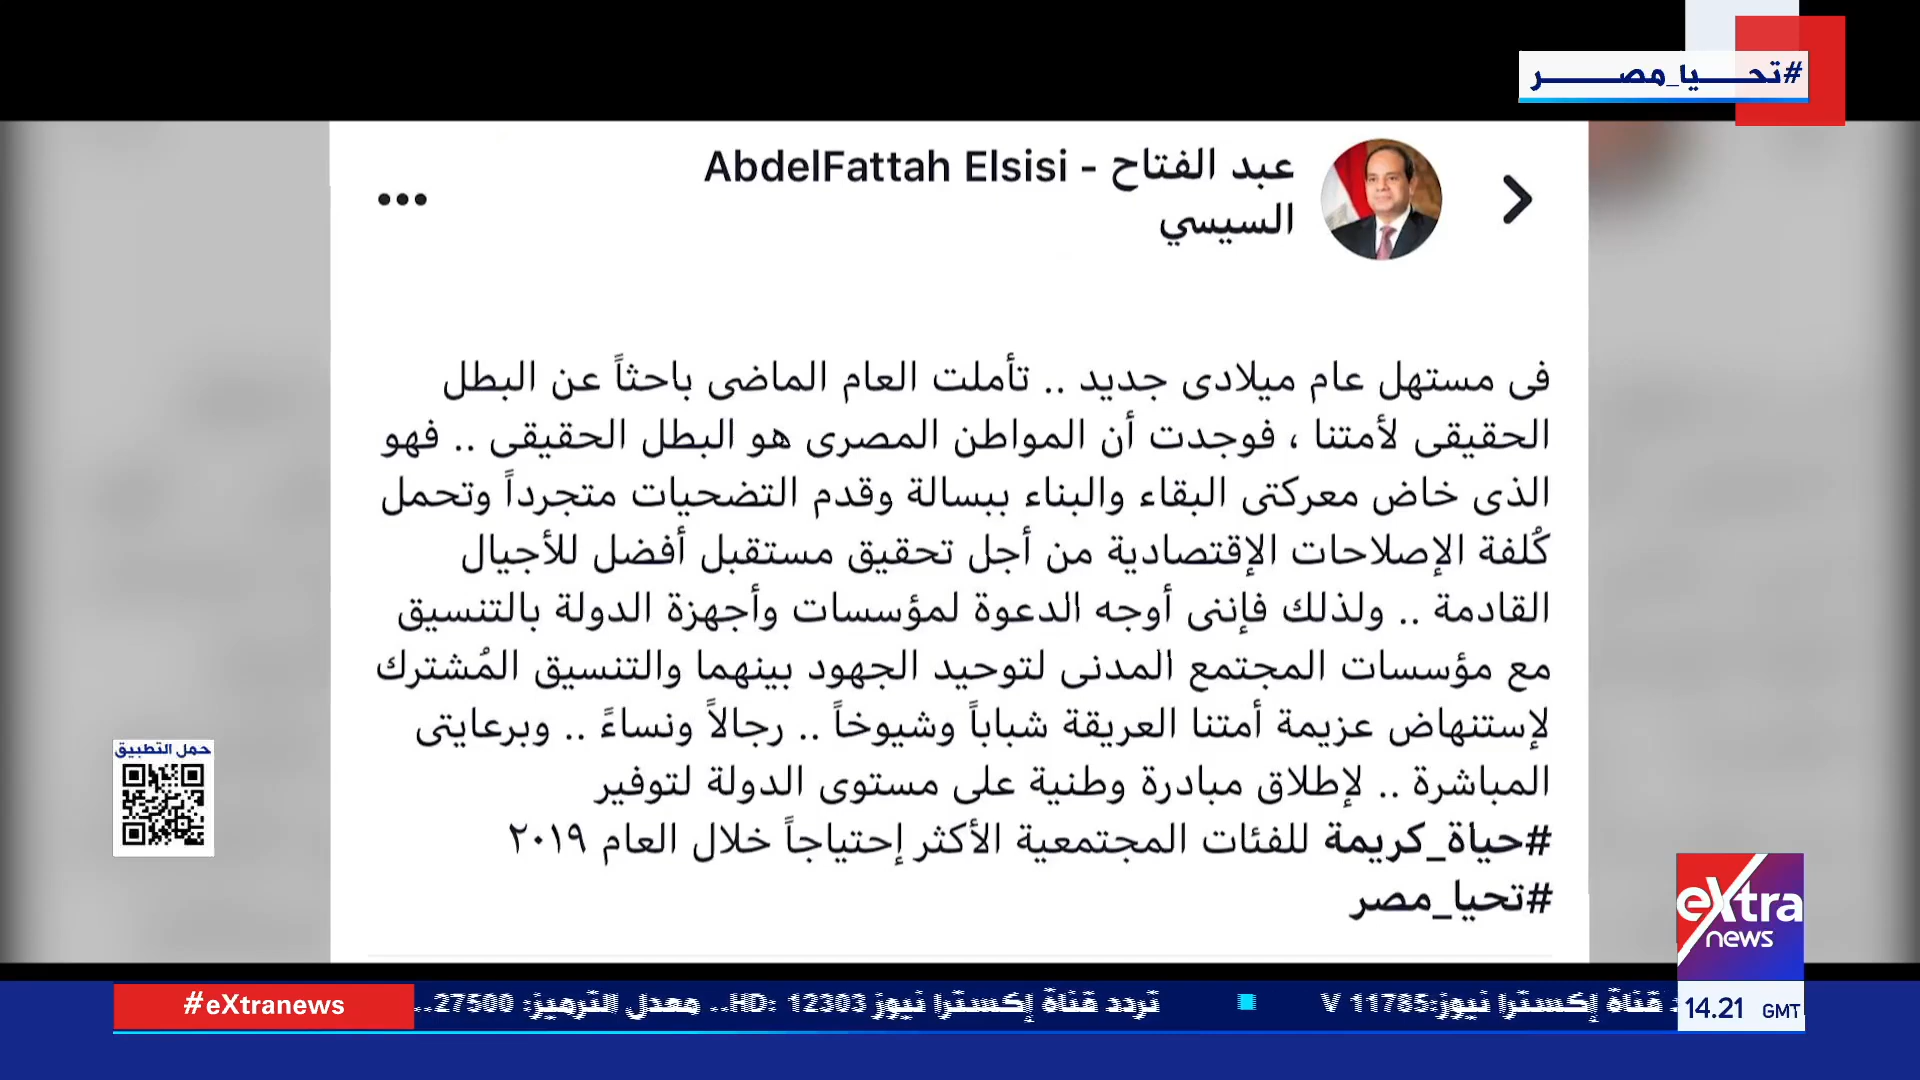 #تحيا_مصر
AbdelFattah Elsisi - عبد الفتاح
السيسي
فى مستهل عام ميلادى جديد .. تأملت العام الماضى باحثاً عن البطل
الحقيقى لأمتنا ، فوجدت أن المواطن المصرى هو البطل الحقيقى .. فهو
الذى خاض معركتى البقاء والبناء ببسالة وقدم التضحيات متجرداً وتحمل
كُلفة الإصلاحات الإقتصادية من أجل تحقيق مستقبل أفضل للأجيال
القادمة .. ولذلك فإننى أوجه الدعوة لمؤسسات وأجهزة الدولة بالتنسيق
مع مؤسسات المجتمع المدنى لتوحيد الجهود بينهما والتنسيق المُشترك
لإستنهاض عزيمة أمتنا العريقة شباباً وشيوخاً .. رجالاً ونساءً .. وبرعايتى
المباشرة .. لإطلاق مبادرة وطنية على مستوى الدولة لتوفير
#حياة_كريمة للفئات المجتمعية الأكثر إحتياجاً خلال العام ٢٠١٩
#تحيا_مصر
حمل التطبيق
eXtra
news
#eXtranews
تردد قناة إكسترا نيوز HD: 12303.. معدل الترميز: 27500..
قناة إكسترا نيوز:11785 V
14.21 GMT